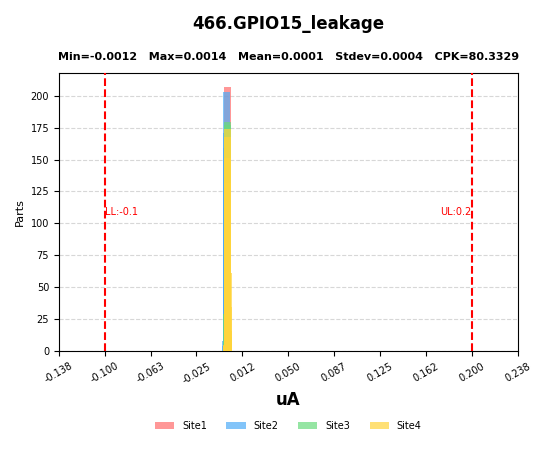 466.GPIO15_leakage
Min=-0.0012 Max=0.0014 Mean=0.0001 Stdev=0.0004 CPK=80.3329
200
175
150
125
100
75
50
25
0
Parts
LL:-0.1
UL:0.2
-0.138
-0.100
-0.063
-0.025
0.012
0.050
0.087
0.125
0.162
0.200
0.238
uA
Site1 Site2 Site3 Site4